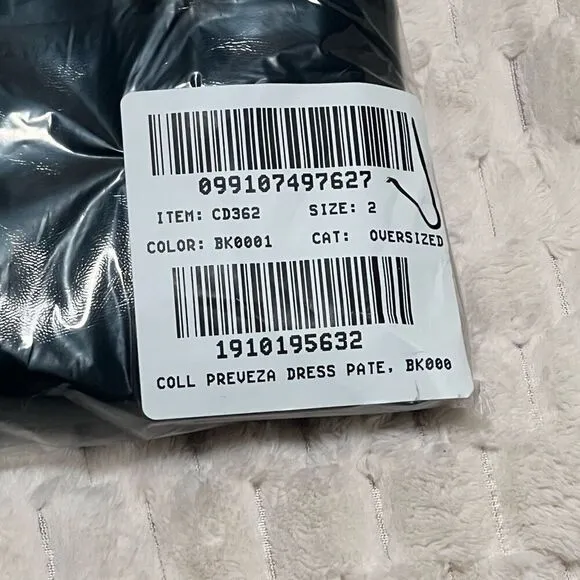 099107497627
ITEM: CD362 SIZE: 2
COLOR: BK0001 CAT: OVERSIZED
1910195632
COLL PREVEZA DRESS PATE, BK000